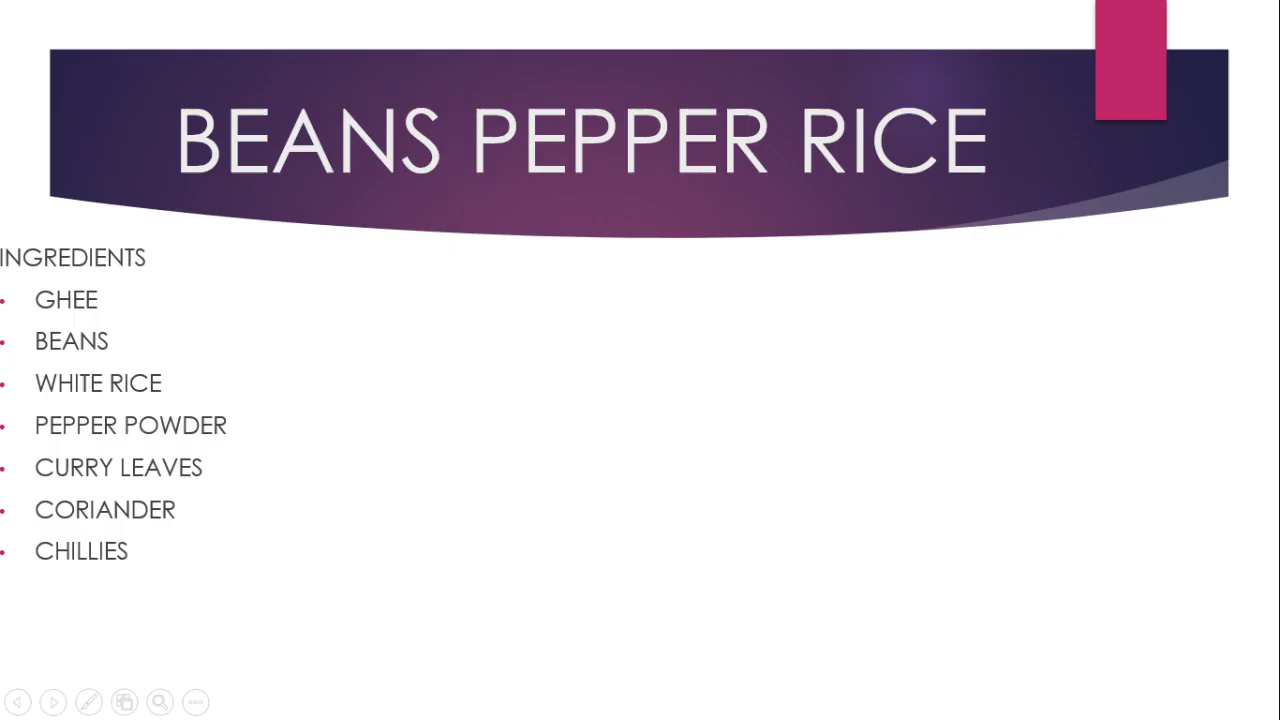 BEANS PEPPER RICE
INGREDIENTS
• GHEE
• BEANS
• WHITE RICE
• PEPPER POWDER
• CURRY LEAVES
• CORIANDER
• CHILLIES